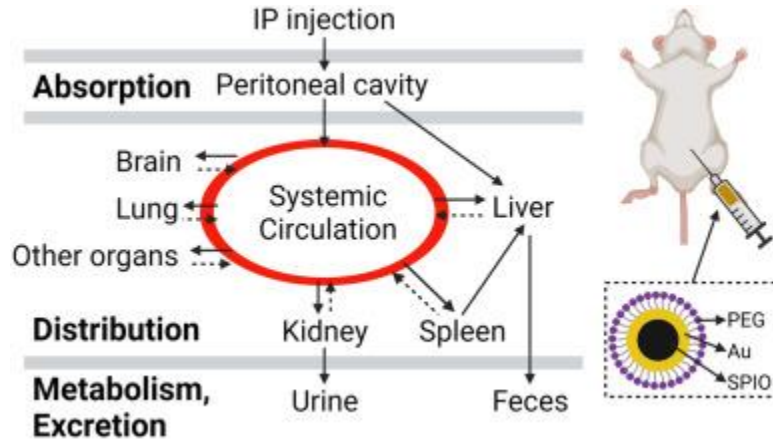 IP injection
Absorption
Peritoneal cavity
Brain
Lung
Other organs
Systemic
Circulation
Liver
Distribution
Kidney
Spleen
Metabolism,
Excretion
Urine
Feces
PEG
Au
SPIO